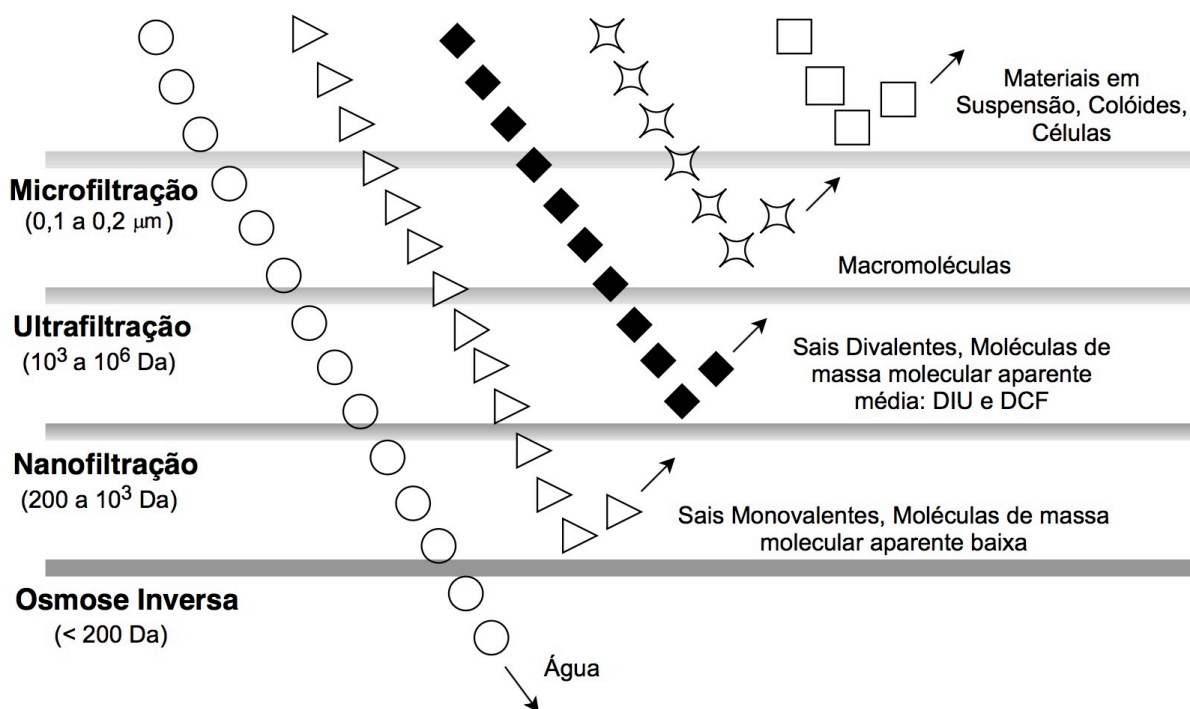 Materiais em
Suspensão, Colóides,
Células
Microfiltração
(0,1 a 0,2 µm)
Macromoléculas
Ultrafiltração
(10³ a 10⁶ Da)
Sais Divalentes, Moléculas de
massa molecular aparente
média: DIU e DCF
Nanofiltração
(200 a 10³ Da)
Sais Monovalentes, Moléculas de massa
molecular aparente baixa
Osmose Inversa
(< 200 Da)
Água